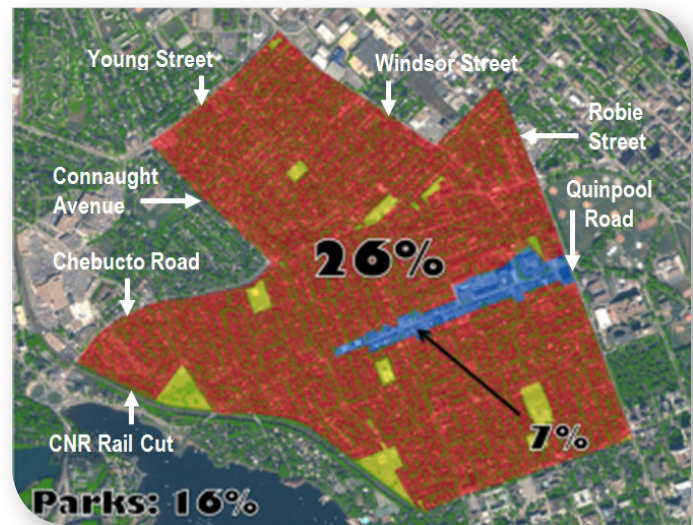 Young Street
Windsor Street
Robie
Street
Connaught
Avenue
Quinpool
Road
Chebucto Road
26%
7%
CNR Rail Cut
Parks: 16%